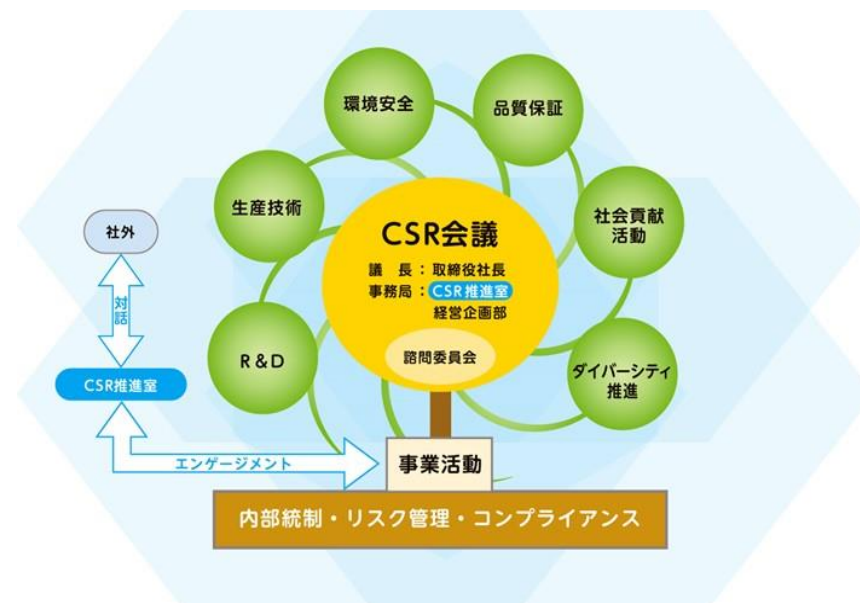 環境安全
品質保証
生産技術
社会貢献
活動
CSR会議
議　長：取締役社長
事務局：CSR推進室
経営企画部
諮問委員会
社外
対話
CSR推進室
R&D
ダイバーシティ
推進
エンゲージメント
事業活動
内部統制・リスク管理・コンプライアンス